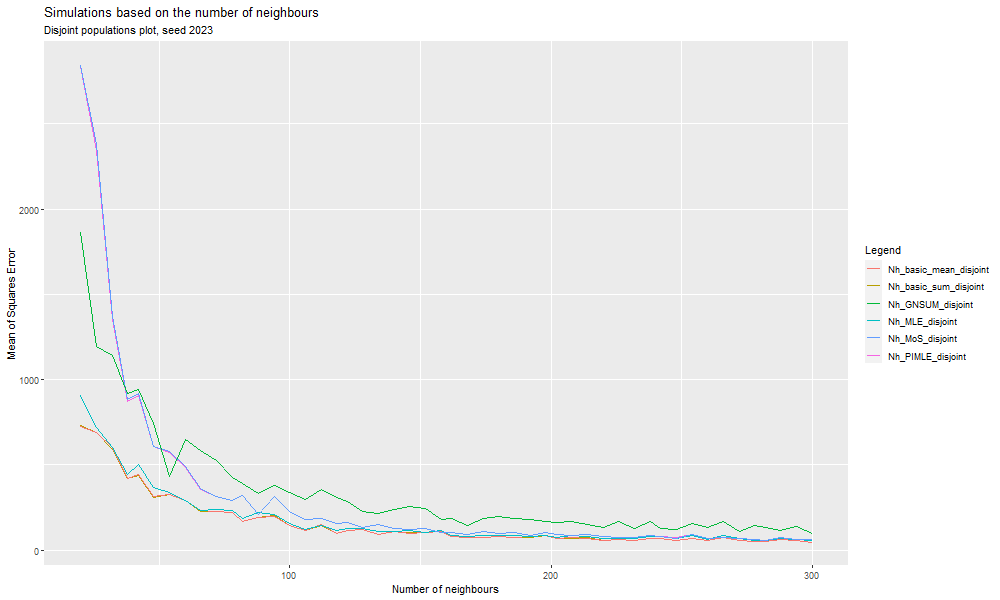 Simulations based on the number of neighbours
Disjoint populations plot, seed 2023
Mean of Squares Error
2000
1000
0
100
200
300
Number of neighbours
Legend
Nh_basic_mean_disjoint
Nh_basic_sum_disjoint
Nh_GNSUM_disjoint
Nh_MLE_disjoint
Nh_MoS_disjoint
Nh_PIMLE_disjoint